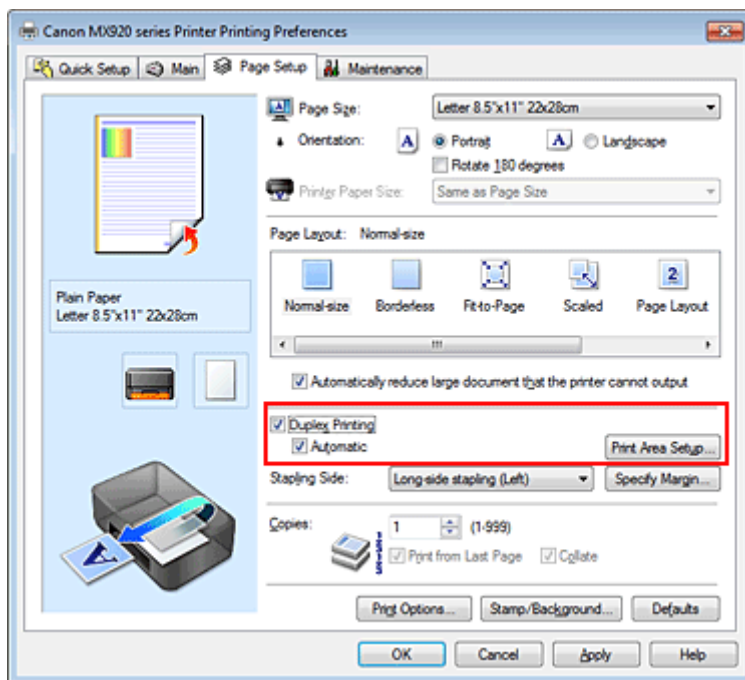 Canon MX920 series Printer Printing Preferences
Quick Setup Main Page Setup Maintenance
Page Size: Letter 8.5"x11" 22x28cm
Orientation: A Portrait A Landscape
Rotate 180 degrees
Printer Paper Size: Same as Page Size
Page Layout: Normal-size
2
Normal-size Borderless Fit-to-Page Scaled Page Layout
Plain Paper
Letter 8.5"x11" 22x28cm
Automatically reduce large document that the printer cannot output
Duplex Printing
Automatic Print Area Setup...
Stapling Side: Long-side stapling (Left) Specify Margin...
Copies: 1 (1-999)
Print from Last Page Collate
A
Print Options... Stamp/Background... Defaults
OK Cancel Apply Help